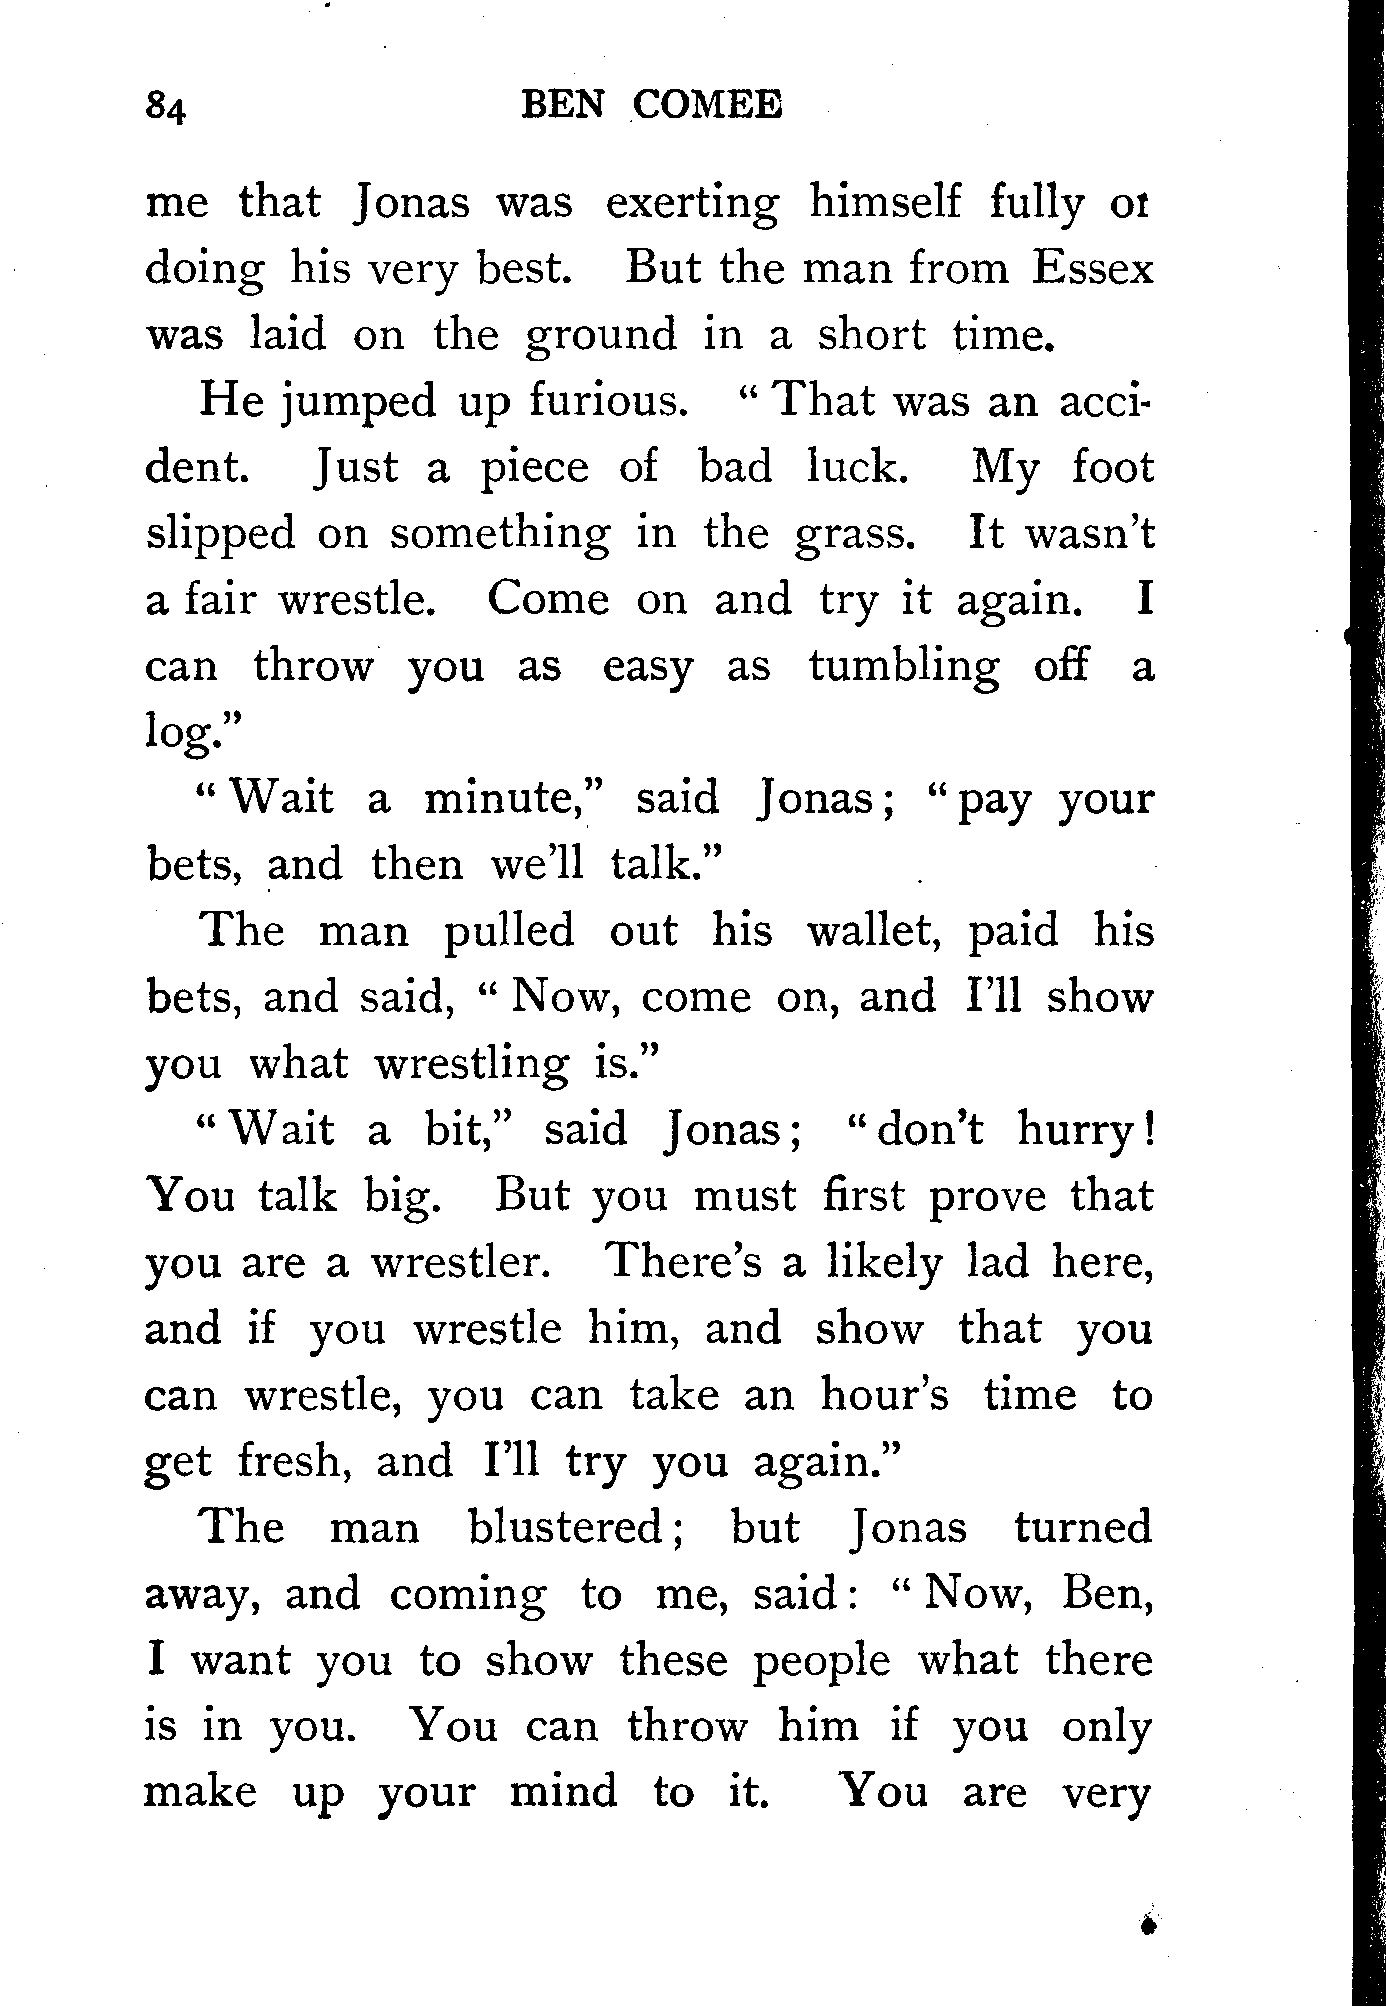 84 BEN COMEE
me that Jonas was exerting himself fully or
doing his very best. But the man from Essex
was laid on the ground in a short time.
He jumped up furious. “ That was an acci-
dent. Just a piece of bad luck. My foot
slipped on something in the grass. It wasn’t
a fair wrestle. Come on and try it again. I
can throw you as easy as tumbling off a
log.”
“ Wait a minute,” said Jonas ; “ pay your
bets, and then we’ll talk.”
The man pulled out his wallet, paid his
bets, and said, “ Now, come on, and I’ll show
you what wrestling is.”
“ Wait a bit,” said Jonas ; “ don’t hurry !
You talk big. But you must first prove that
you are a wrestler. There’s a likely lad here,
and if you wrestle him, and show that you
can wrestle, you can take an hour’s time to
get fresh, and I’ll try you again.”
The man blustered ; but Jonas turned
away, and coming to me, said : “ Now, Ben,
I want you to show these people what there
is in you. You can throw him if you only
make up your mind to it. You are very